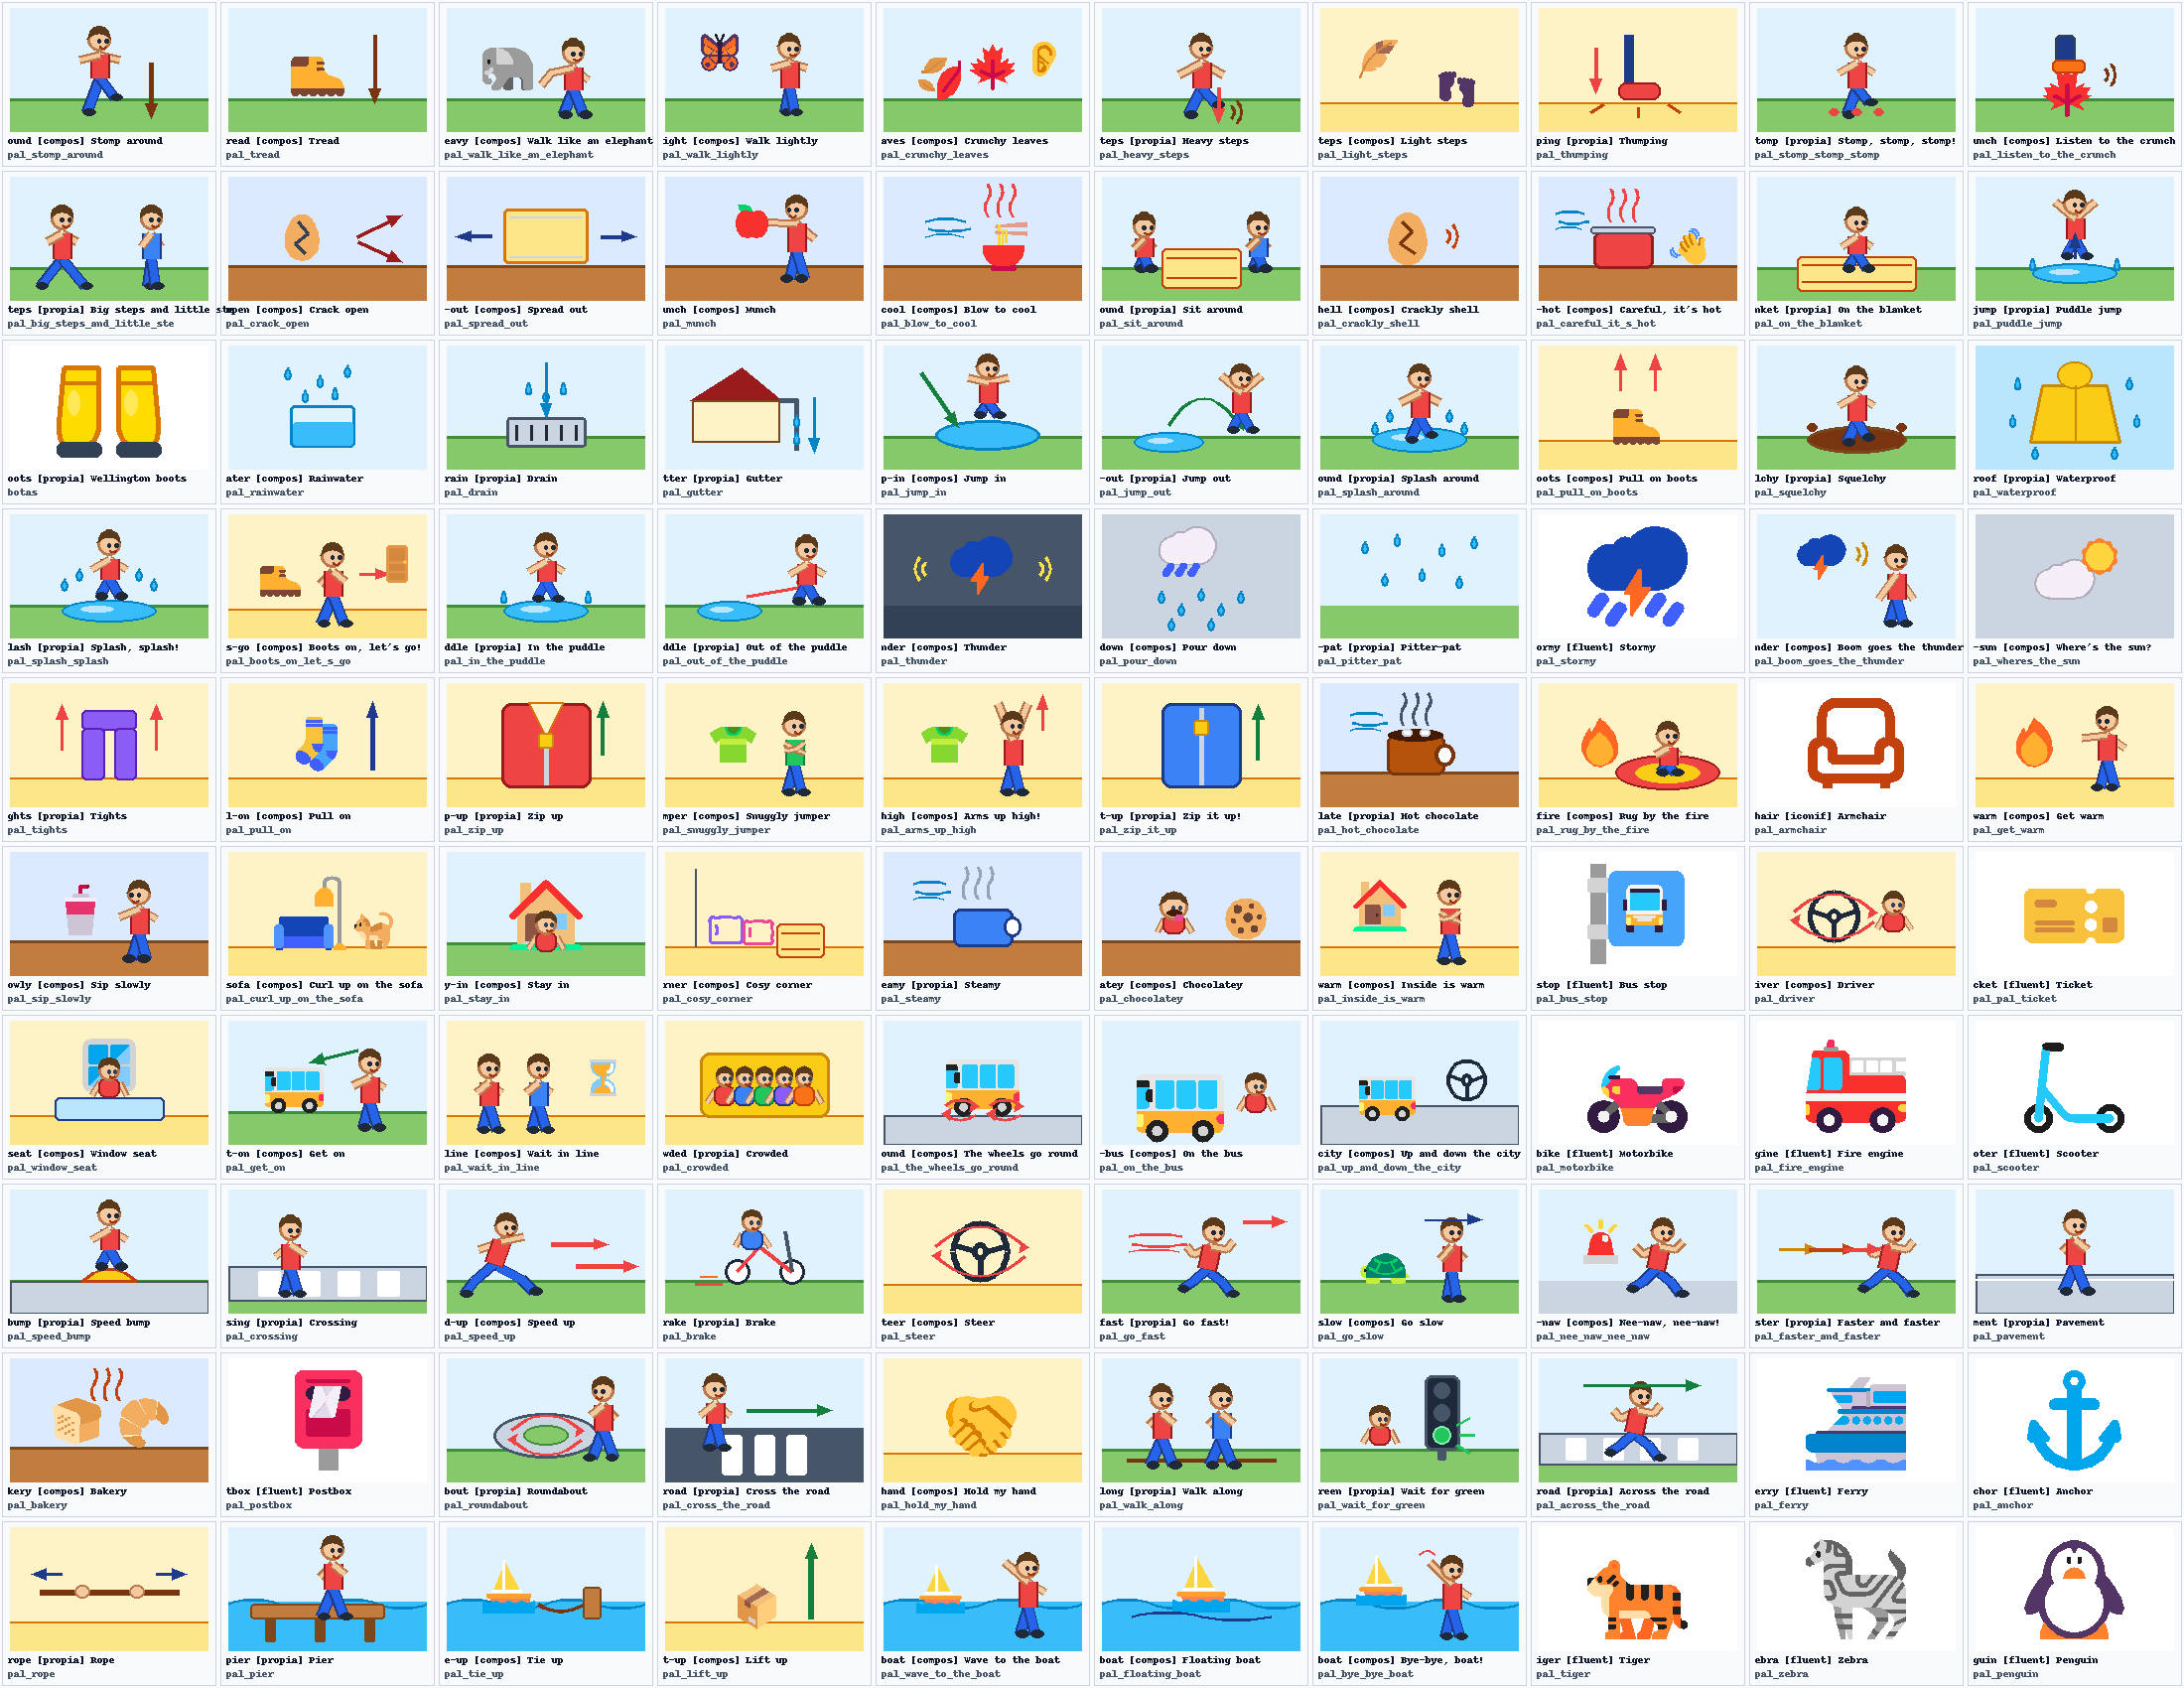 ound [compos] Stomp around
pal_stomp_around
read [compos] Tread
pal_tread
eavy [compos] Walk like an elephant
pal_walk_like_an_elephant
ight [compos] Walk lightly
pal_walk_lightly
aves [compos] Crunchy leaves
pal_crunchy_leaves
teps [propia] Heavy steps
pal_heavy_steps
teps [compos] Light steps
pal_light_steps
ping [propia] Thumping
pal_thumping
tomp [propia] Stomp, stomp, stomp!
pal_stomp_stomp_stomp
unch [compos] Listen to the crunch
pal_listen_to_the_crunch
teps [propia] Big steps and little ste
pal_big_steps_and_little_ste
open [compos] Crack open
pal_crack_open
-out [compos] Spread out
pal_spread_out
unch [compos] Munch
pal_munch
cool [compos] Blow to cool
pal_blow_to_cool
ound [compos] Sit around
pal_sit_around
hell [compos] Crackly shell
pal_crackly_shell
-hot [compos] Careful, it's hot
pal_careful_it_s_hot
nket [compos] On the blanket
pal_on_the_blanket
jump [propia] Puddle jump
pal_puddle_jump
oots [propia] Wellington boots
botas
ater [compos] Rainwater
pal_rainwater
rain [propia] Drain
pal_drain
tter [propia] Gutter
pal_gutter
p-in [compos] Jump in
pal_jump_in
-out [propia] Jump out
pal_jump_out
ound [propia] Splash around
pal_splash_around
oots [compos] Pull on boots
pal_pull_on_boots
lchy [propia] Squelchy
pal_squelchy
roof [propia] Waterproof
pal_waterproof
lash [propia] Splash, splash!
pal_splash_splash
s-go [compos] Boots on, let's go!
pal_boots_on_let_s_go
ddle [propia] In the puddle
pal_in_the_puddle
ddle [propia] Out of the puddle
pal_out_of_the_puddle
nder [compos] Thunder
pal_thunder
down [compos] Pour down
pal_pour_down
-pat [propia] Pitter-pat
pal_pitter_pat
ormy [fluent] Stormy
pal_stormy
nder [compos] Boom goes the thunder
pal_boom_goes_the_thunder
-sun [compos] Where's the sun?
pal_wheres_the_sun
ghts [propia] Tights
pal_tights
l-on [compos] Pull on
pal_pull_on
p-up [propia] Zip up
pal_zip_up
mper [compos] Snuggly jumper
pal_snuggly_jumper
high [compos] Arms up high!
pal_arms_up_high
t-up [propia] Zip it up!
pal_zip_it_up
late [propia] Hot chocolate
pal_hot_chocolate
fire [compos] Rug by the fire
pal_rug_by_the_fire
hair [iconif] Armchair
pal_armchair
warm [compos] Get warm
pal_get_warm
owly [compos] Sip slowly
pal_sip_slowly
sofa [compos] Curl up on the sofa
pal_curl_up_on_the_sofa
y-in [compos] Stay in
pal_stay_in
rner [compos] Cosy corner
pal_cosy_corner
eamy [propia] Steamy
pal_steamy
atey [compos] Chocolatey
pal_chocolatey
warm [compos] Inside is warm
pal_inside_is_warm
stop [fluent] Bus stop
pal_bus_stop
iver [compos] Driver
pal_driver
cket [fluent] Ticket
pal_pal_ticket
seat [compos] Window seat
pal_window_seat
t-on [compos] Get on
pal_get_on
line [compos] Wait in line
pal_wait_in_line
wded [propia] Crowded
pal_crowded
ound [compos] The wheels go round
pal_the_wheels_go_round
-bus [compos] On the bus
pal_on_the_bus
city [compos] Up and down the city
pal_up_and_down_the_city
bike [fluent] Motorbike
pal_motorbike
gine [fluent] Fire engine
pal_fire_engine
oter [fluent] Scooter
pal_scooter
bump [propia] Speed bump
pal_speed_bump
sing [propia] Crossing
pal_crossing
d-up [compos] Speed up
pal_speed_up
rake [propia] Brake
pal_brake
teer [compos] Steer
pal_steer
fast [propia] Go fast!
pal_go_fast
slow [compos] Go slow
pal_go_slow
-naw [compos] Nee-naw, nee-naw!
pal_nee_naw_nee_naw
ster [propia] Faster and faster
pal_faster_and_faster
ment [propia] Pavement
pal_pavement
kery [compos] Bakery
pal_bakery
tbox [fluent] Postbox
pal_postbox
bout [propia] Roundabout
pal_roundabout
road [propia] Cross the road
pal_cross_the_road
hand [compos] Hold my hand
pal_hold_my_hand
long [propia] Walk along
pal_walk_along
reen [propia] Wait for green
pal_wait_for_green
road [propia] Across the road
pal_across_the_road
erry [fluent] Ferry
pal_ferry
chor [fluent] Anchor
pal_anchor
rope [propia] Rope
pal_rope
pier [propia] Pier
pal_pier
e-up [compos] Tie up
pal_tie_up
t-up [compos] Lift up
pal_lift_up
boat [compos] Wave to the boat
pal_wave_to_the_boat
boat [compos] Floating boat
pal_floating_boat
boat [compos] Bye-bye, boat!
pal_bye_bye_boat
iger [fluent] Tiger
pal_tiger
ebra [fluent] Zebra
pal_zebra
guin [fluent] Penguin
pal_penguin